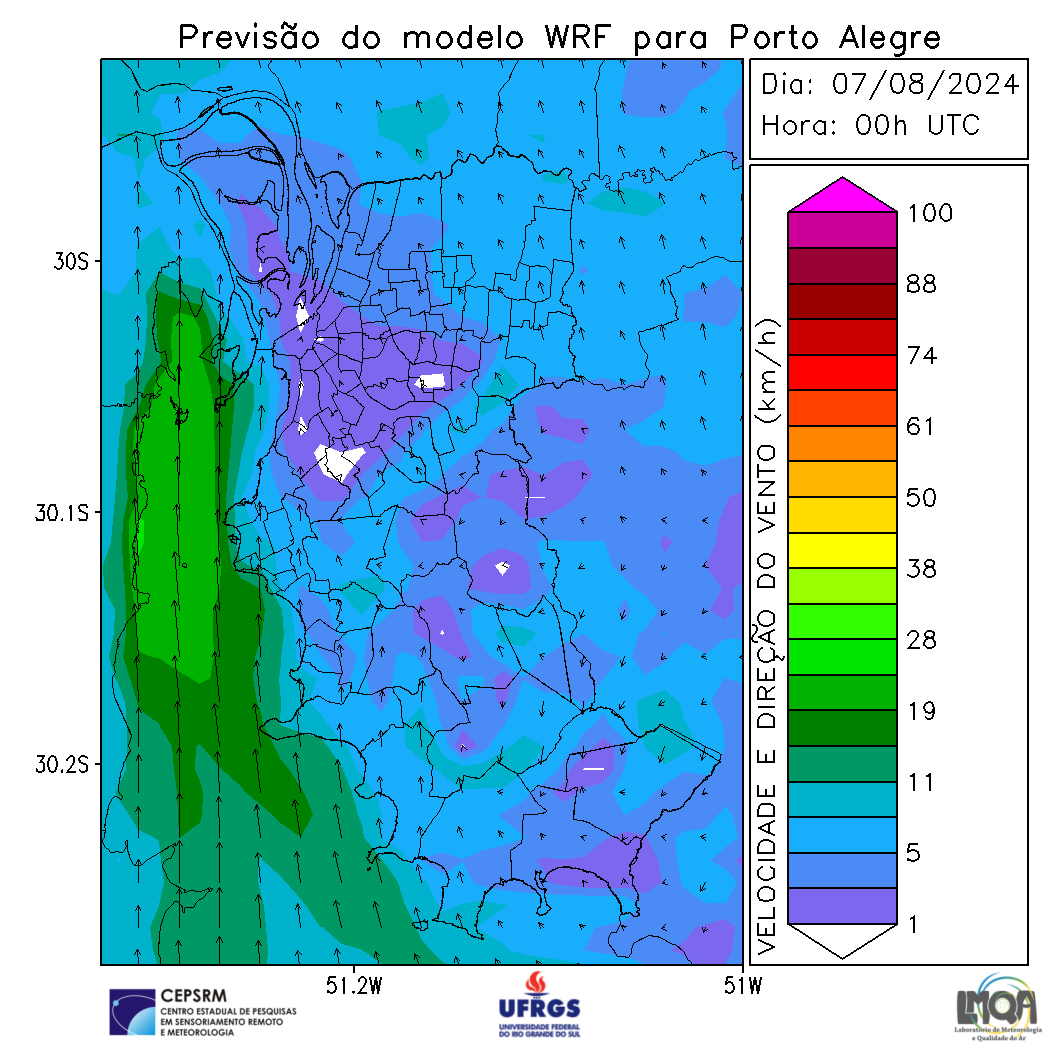 Previsão do modelo WRF para Porto Alegre
Dia: 07/08/2024
Hora: 00h UTC
30S
30.1S
30.2S
51.2W
51W
VELOCIDADE E DIREÇÃO DO VENTO (km/h)
100
88
74
61
50
38
28
19
11
5
1
CEPSRM
CENTRO ESTADUAL DE PESQUISAS
EM SENSORIAMENTO REMOTO
E METEOROLOGIA
UFRGS
UNIVERSIDADE FEDERAL
DO RIO GRANDE DO SUL
LMQA
Laboratório de Meteorologia
e Qualidade do Ar